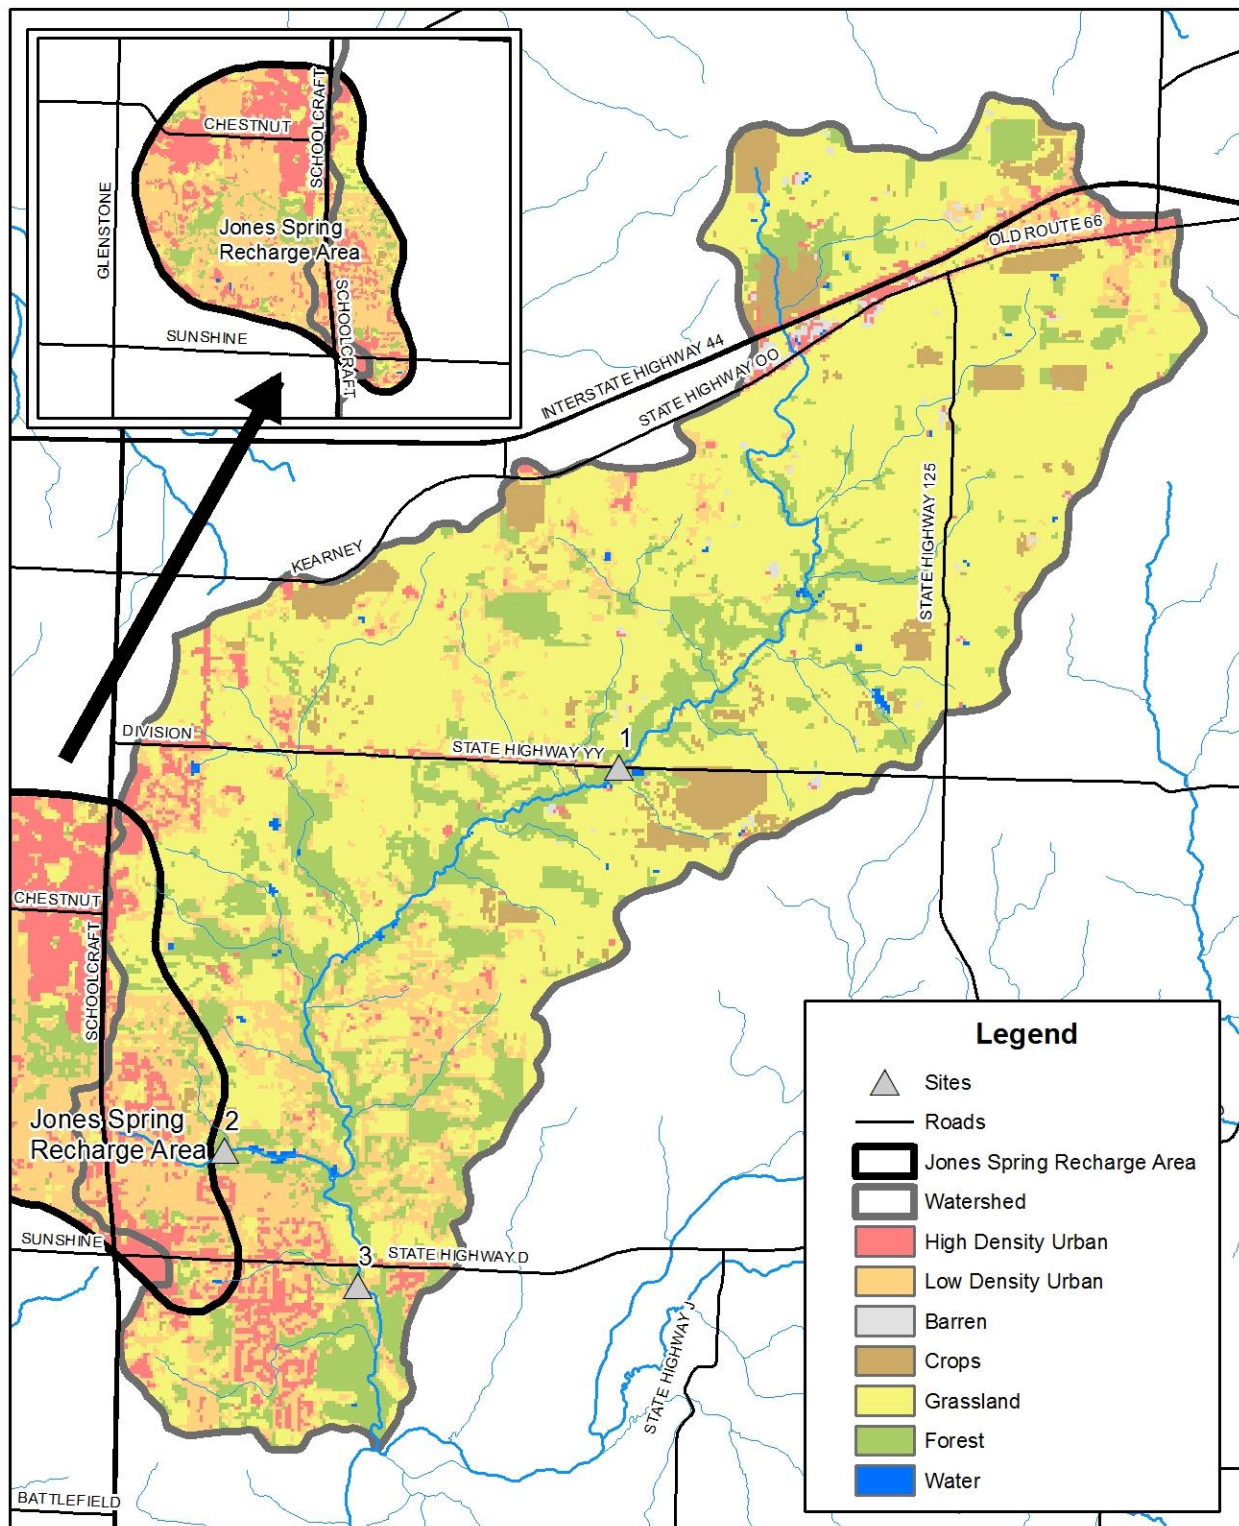 CHESTNUT
SCHOOLCRAFT
GLENSTONE
Jones Spring
Recharge Area
SCHOOLCRAFT
SUNSHINE
OLD ROUTE 66
INTERSTATE HIGHWAY 44
STATE HIGHWAY OO
STATE HIGHWAY 125
KEARNEY
DIVISION
STATE HIGHWAY YY
1
CHESTNUT
SCHOOLCRAFT
Jones Spring
Recharge Area
2
SUNSHINE
3
STATE HIGHWAY D
STATE HIGHWAY J
BATTLEFIELD
Legend
Sites
Roads
Jones Spring Recharge Area
Watershed
High Density Urban
Low Density Urban
Barren
Crops
Grassland
Forest
Water